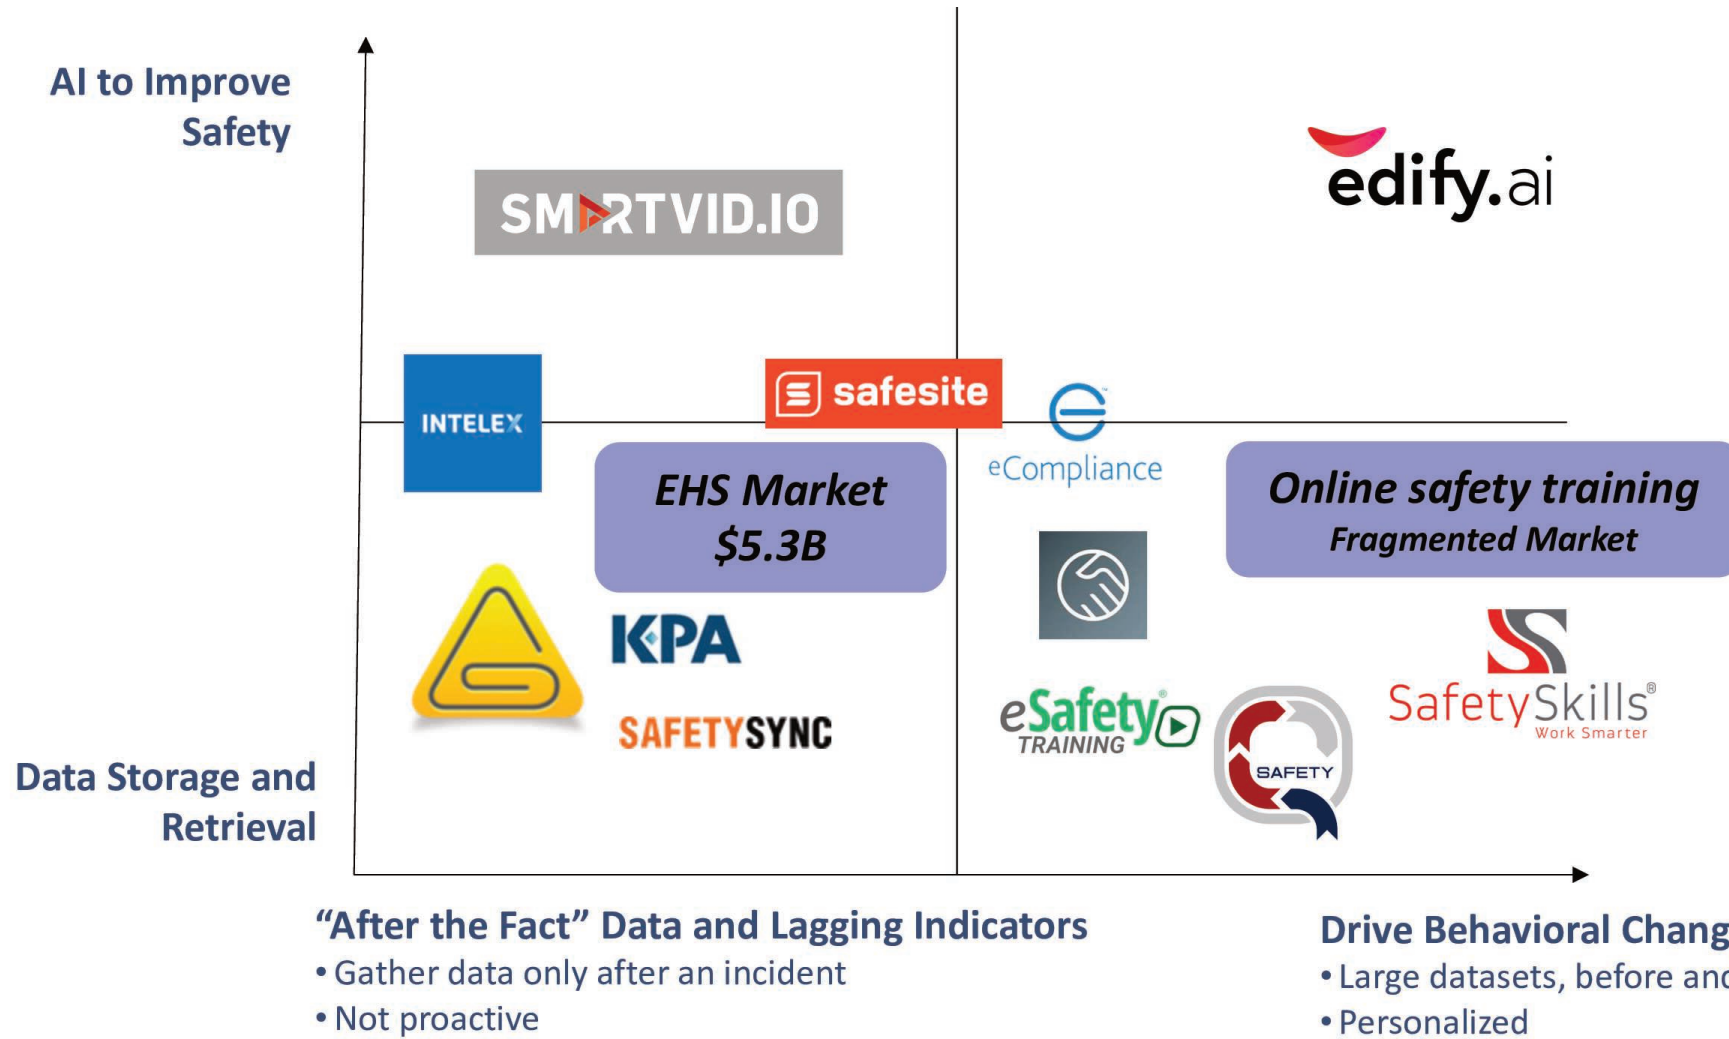 AI to Improve
Safety
SMARTVID.IO
edify.ai
INTELEX
safesite
eCompliance™
EHS Market
$5.3B
Online safety training
Fragmented Market
KPA
SAFETYSYNC
eSafety®
TRAINING
SAFETY
SafetySkills®
Work Smarter
Data Storage and
Retrieval
“After the Fact” Data and Lagging Indicators
• Gather data only after an incident
• Not proactive
Drive Behavioral Chang
• Large datasets, before and
• Personalized